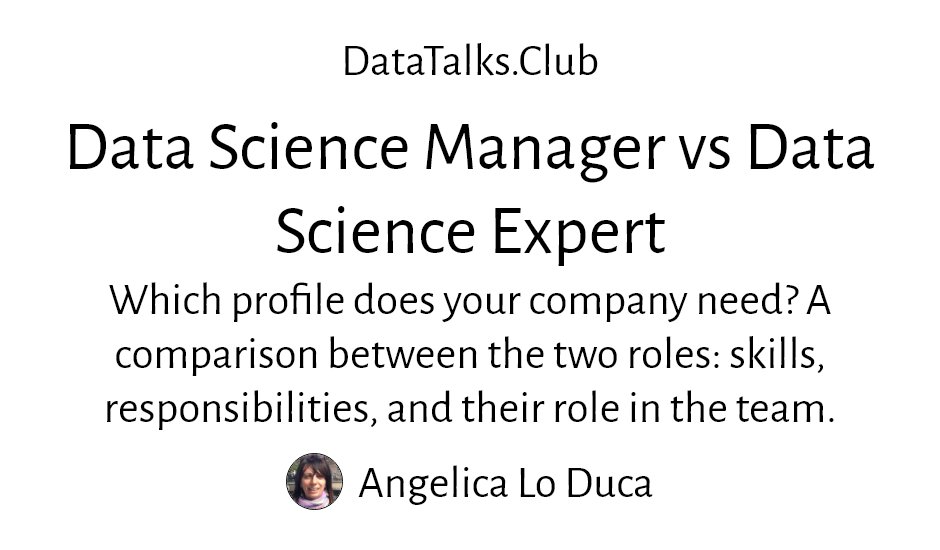 DataTalks.Club
Data Science Manager vs Data
Science Expert
Which profile does your company need? A
comparison between the two roles: skills,
responsibilities, and their role in the team.
Angelica Lo Duca